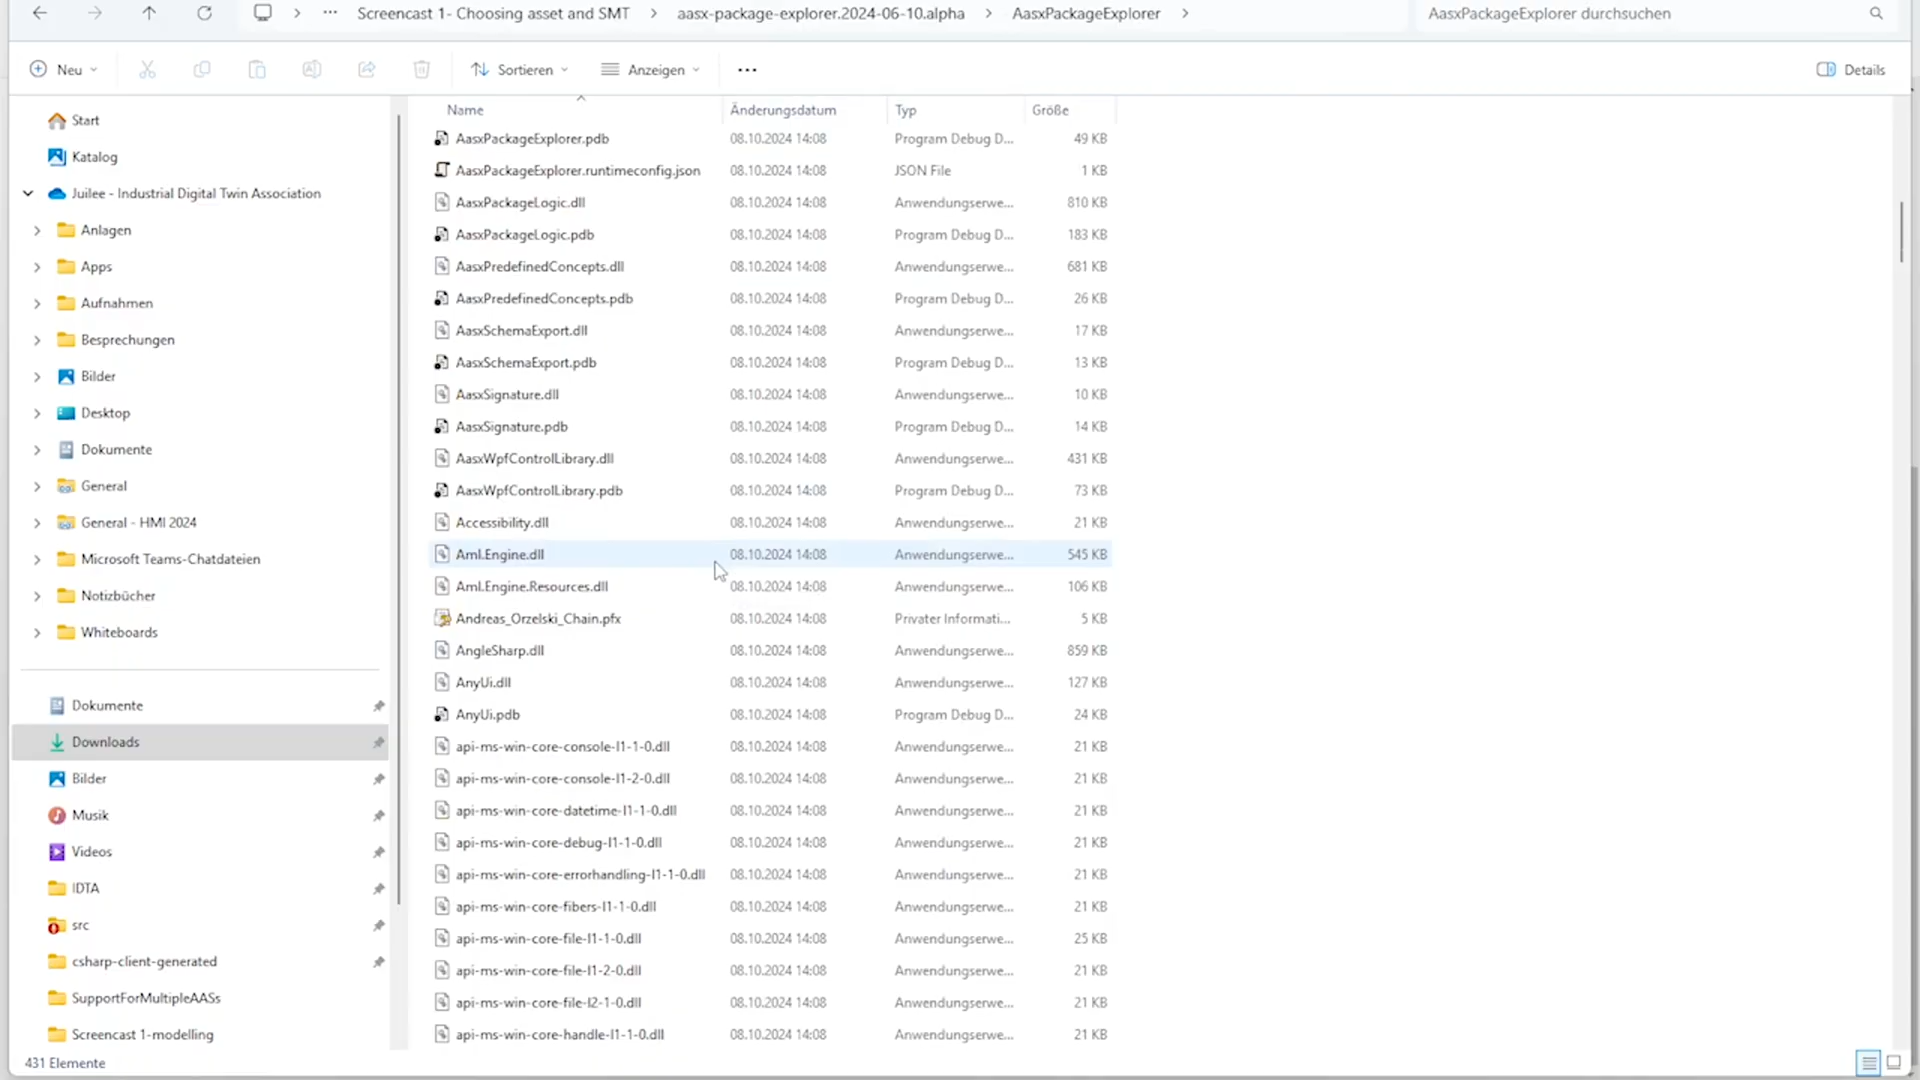 Screencast 1- Choosing asset and SMT > aasx-package-explorer.2024-06-10.alpha > AasxPackageExplorer >
AasxPackageExplorer durchsuchen
Neu
Sortieren
Anzeigen
Details
Start
Katalog
Juilee - Industrial Digital Twin Association
Anlagen
Apps
Aufnahmen
Besprechungen
Bilder
Desktop
Dokumente
General
General - HMI 2024
Microsoft Teams-Chatdateien
Notizbücher
Whiteboards
Dokumente
Downloads
Bilder
Musik
Videos
IDTA
src
csharp-client-generated
SupportForMultipleAASs
Screencast 1-modelling
Name Änderungsdatum Typ Größe
AasxPackageExplorer.pdb 08.10.2024 14:08 Program Debug D... 49 KB
AasxPackageExplorer.runtimeconfig.json 08.10.2024 14:08 JSON File 1 KB
AasxPackageLogic.dll 08.10.2024 14:08 Anwendungserwe... 810 KB
AasxPackageLogic.pdb 08.10.2024 14:08 Program Debug D... 183 KB
AasxPredefinedConcepts.dll 08.10.2024 14:08 Anwendungserwe... 681 KB
AasxPredefinedConcepts.pdb 08.10.2024 14:08 Program Debug D... 26 KB
AasxSchemaExport.dll 08.10.2024 14:08 Anwendungserwe... 17 KB
AasxSchemaExport.pdb 08.10.2024 14:08 Program Debug D... 13 KB
AasxSignature.dll 08.10.2024 14:08 Anwendungserwe... 10 KB
AasxSignature.pdb 08.10.2024 14:08 Program Debug D... 14 KB
AasxWpfControlLibrary.dll 08.10.2024 14:08 Anwendungserwe... 431 KB
AasxWpfControlLibrary.pdb 08.10.2024 14:08 Program Debug D... 73 KB
Accessibility.dll 08.10.2024 14:08 Anwendungserwe... 21 KB
Aml.Engine.dll 08.10.2024 14:08 Anwendungserwe... 545 KB
Aml.Engine.Resources.dll 08.10.2024 14:08 Anwendungserwe... 106 KB
Andreas_Orzelski_Chain.pfx 08.10.2024 14:08 Privater Informati... 5 KB
AngleSharp.dll 08.10.2024 14:08 Anwendungserwe... 859 KB
AnyUi.dll 08.10.2024 14:08 Anwendungserwe... 127 KB
AnyUi.pdb 08.10.2024 14:08 Program Debug D... 24 KB
api-ms-win-core-console-l1-1-0.dll 08.10.2024 14:08 Anwendungserwe... 21 KB
api-ms-win-core-console-l1-2-0.dll 08.10.2024 14:08 Anwendungserwe... 21 KB
api-ms-win-core-datetime-l1-1-0.dll 08.10.2024 14:08 Anwendungserwe... 21 KB
api-ms-win-core-debug-l1-1-0.dll 08.10.2024 14:08 Anwendungserwe... 21 KB
api-ms-win-core-errorhandling-l1-1-0.dll 08.10.2024 14:08 Anwendungserwe... 21 KB
api-ms-win-core-fibers-l1-1-0.dll 08.10.2024 14:08 Anwendungserwe... 21 KB
api-ms-win-core-file-l1-1-0.dll 08.10.2024 14:08 Anwendungserwe... 25 KB
api-ms-win-core-file-l1-2-0.dll 08.10.2024 14:08 Anwendungserwe... 21 KB
api-ms-win-core-file-l2-1-0.dll 08.10.2024 14:08 Anwendungserwe... 21 KB
api-ms-win-core-handle-l1-1-0.dll 08.10.2024 14:08 Anwendungserwe... 21 KB
431 Elemente